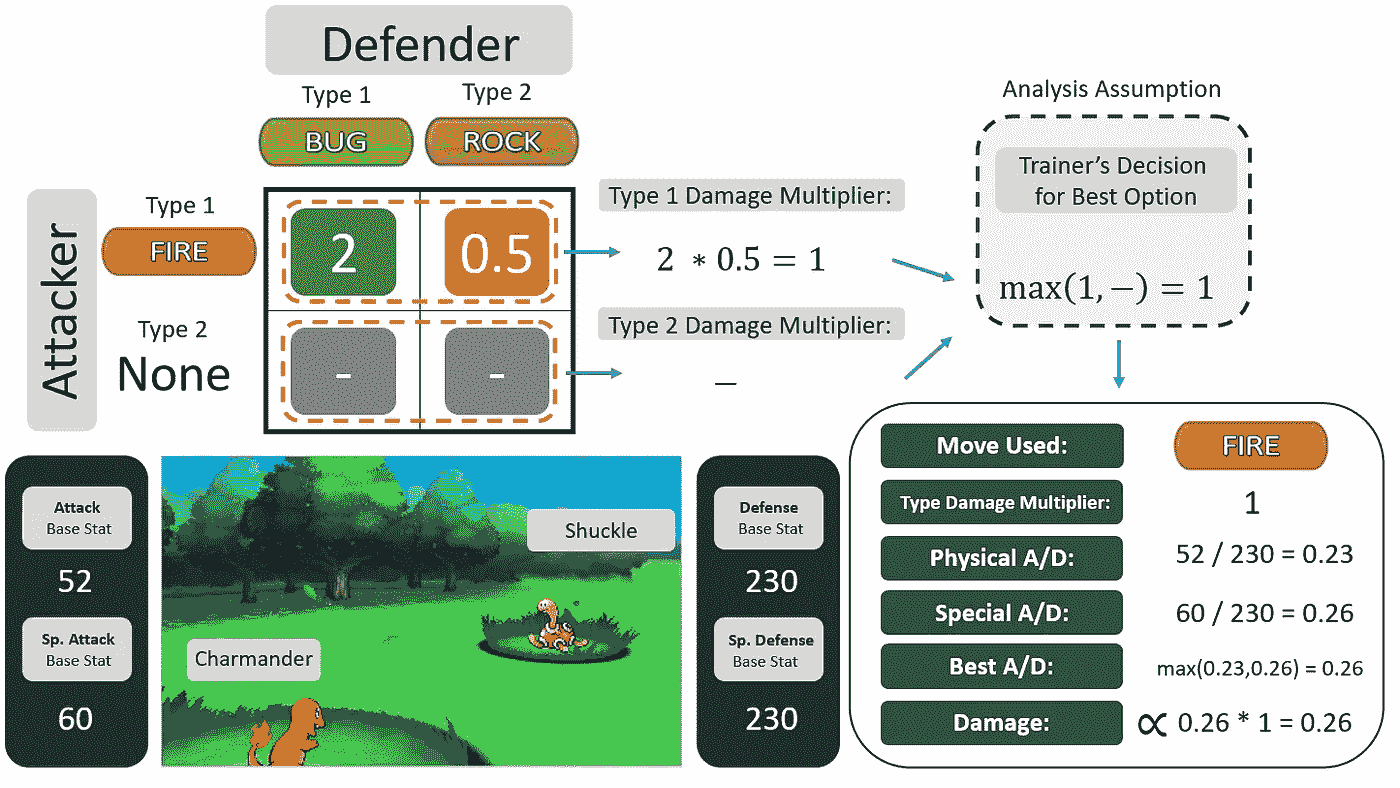 Defender
Type 1
Type 2
BUG
ROCK
Attacker
Type 1
FIRE
Type 2
None
2
0.5
-
-
Type 1 Damage Multiplier:
2 * 0.5 = 1
Type 2 Damage Multiplier:
–
Analysis Assumption
Trainer's Decision
for Best Option
max(1, −) = 1
Attack
Base Stat
52
Sp. Attack
Base Stat
60
Shuckle
Charmander
Defense
Base Stat
230
Sp. Defense
Base Stat
230
Move Used:
FIRE
Type Damage Multiplier:
1
Physical A/D:
52 / 230 = 0.23
Special A/D:
60 / 230 = 0.26
Best A/D:
max(0.23,0.26) = 0.26
Damage:
∝ 0.26 * 1 = 0.26